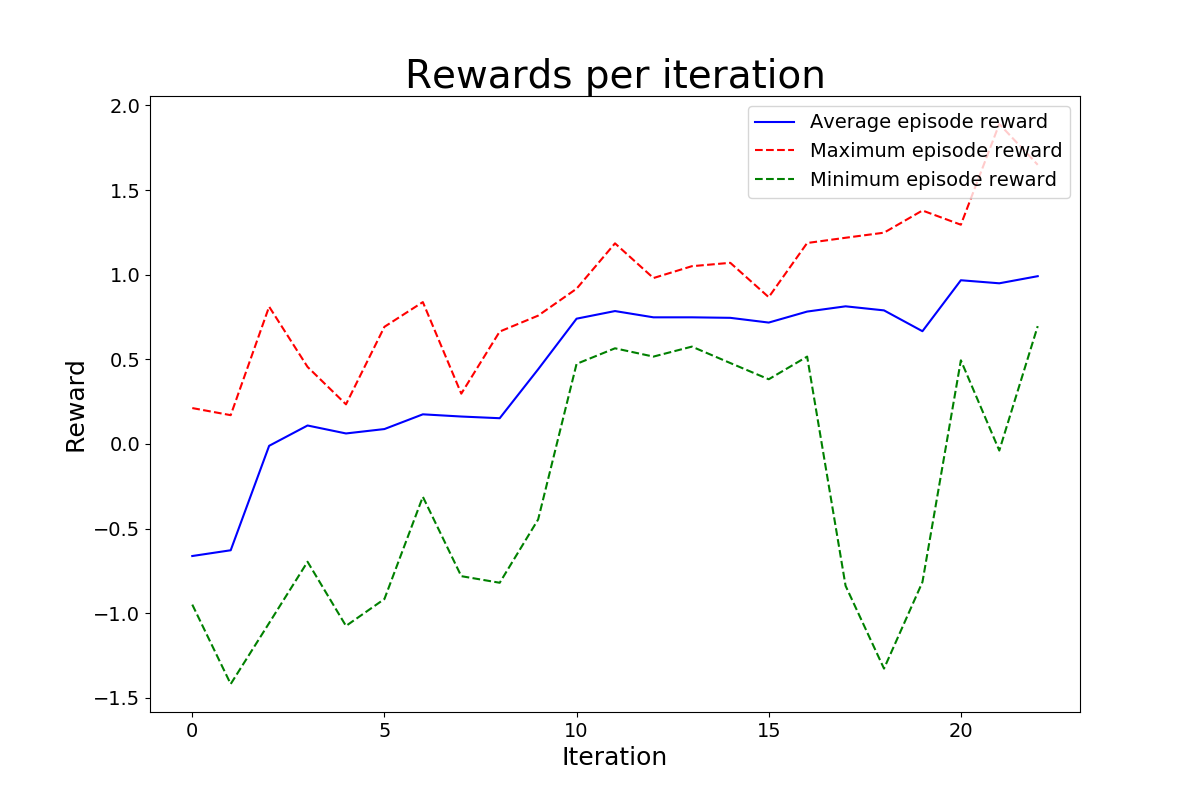 Rewards per iteration
Average episode reward
Maximum episode reward
Minimum episode reward
2.0
1.5
1.0
0.5
0.0
−0.5
−1.0
−1.5
Reward
0 5 10 15 20
Iteration